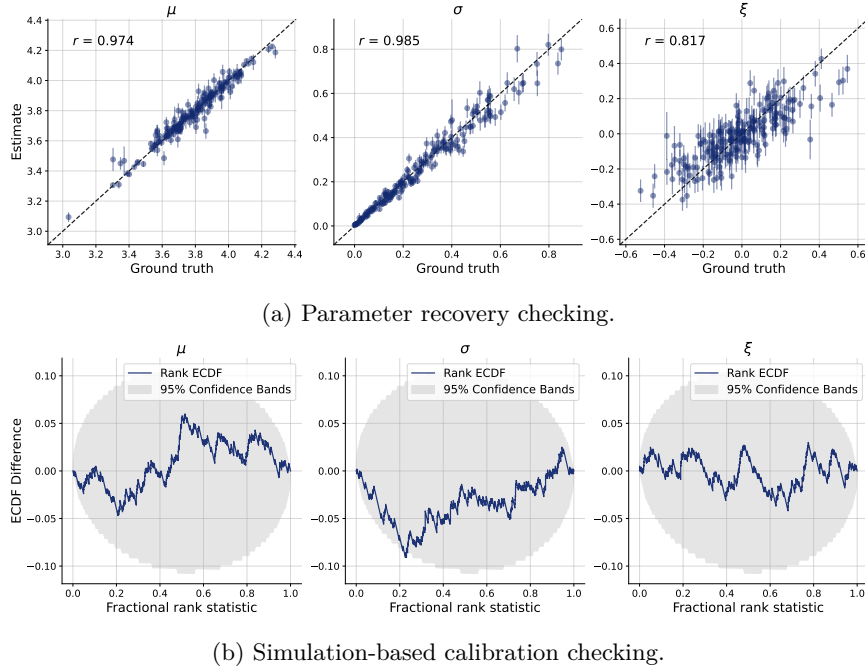 μ σ ξ
4.4 4.2 4.0 3.8 3.6 3.4 3.2 3.0
Estimate
r = 0.974
3.0 3.2 3.4 3.6 3.8 4.0 4.2 4.4
Ground truth
0.8 0.6 0.4 0.2 0.0
r = 0.985
0.0 0.2 0.4 0.6 0.8
Ground truth
0.6 0.4 0.2 0.0 −0.2 −0.4 −0.6
r = 0.817
−0.6 −0.4 −0.2 0.0 0.2 0.4 0.6
Ground truth
(a) Parameter recovery checking.
μ σ ξ
0.10 0.05 0.00 −0.05 −0.10
ECDF Difference
Rank ECDF
95% Confidence Bands
0.0 0.2 0.4 0.6 0.8 1.0
Fractional rank statistic
0.10 0.05 0.00 −0.05 −0.10
Rank ECDF
95% Confidence Bands
0.0 0.2 0.4 0.6 0.8 1.0
Fractional rank statistic
0.10 0.05 0.00 −0.05 −0.10
Rank ECDF
95% Confidence Bands
0.0 0.2 0.4 0.6 0.8 1.0
Fractional rank statistic
(b) Simulation-based calibration checking.